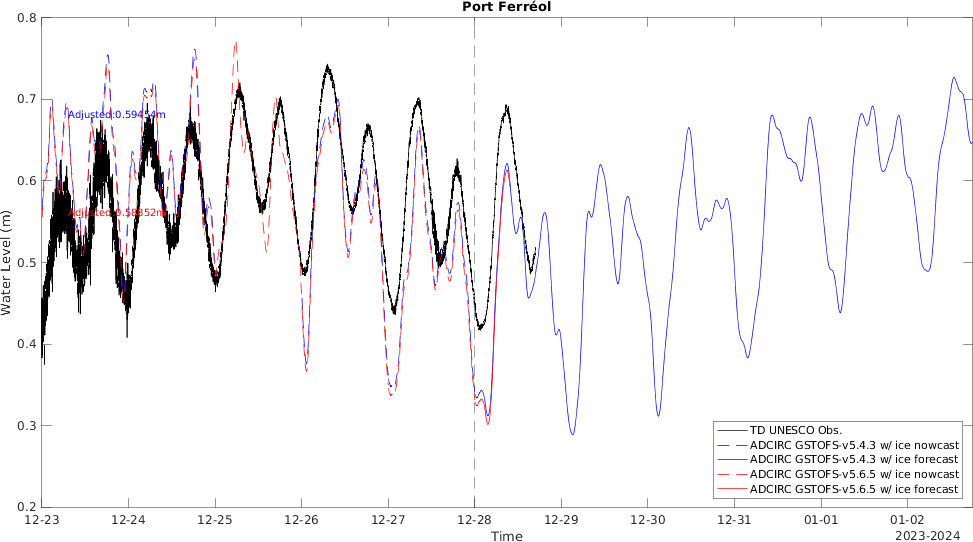 Port Ferréol
Water Level (m)
0.8
0.7
0.6
0.5
0.4
0.3
0.2
Adjusted:0.59454m
Adjusted:0.58352m
TD UNESCO Obs.
ADCIRC GSTOFS-v5.4.3 w/ ice nowcast
ADCIRC GSTOFS-v5.4.3 w/ ice forecast
ADCIRC GSTOFS-v5.6.5 w/ ice nowcast
ADCIRC GSTOFS-v5.6.5 w/ ice forecast
12-23 12-24 12-25 12-26 12-27 12-28 12-29 12-30 12-31 01-01 01-02
Time
2023-2024